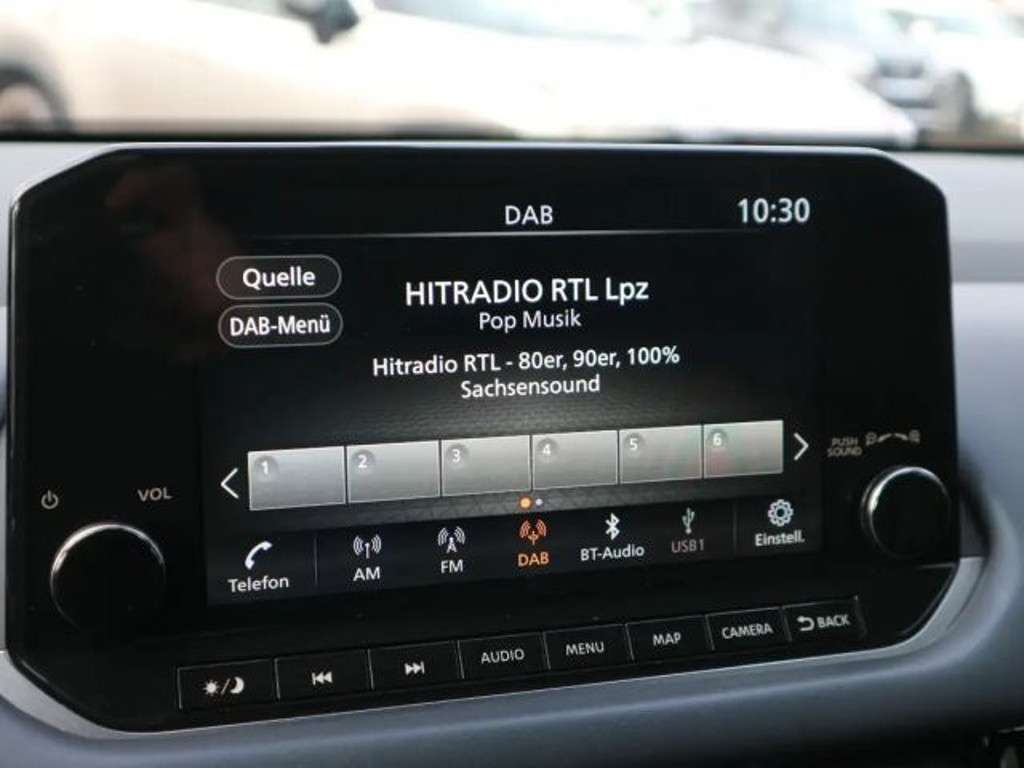 DAB
10:30
Quelle
DAB-Menü
HITRADIO RTL Lpz
Pop Musik
Hitradio RTL - 80er, 90er, 100%
Sachsensound
1 2 3 4 5 6
PUSH
SOUND
VOL
Telefon
AM
FM
DAB
BT-Audio
USB1
Einstell.
AUDIO
MENU
MAP
CAMERA
BACK